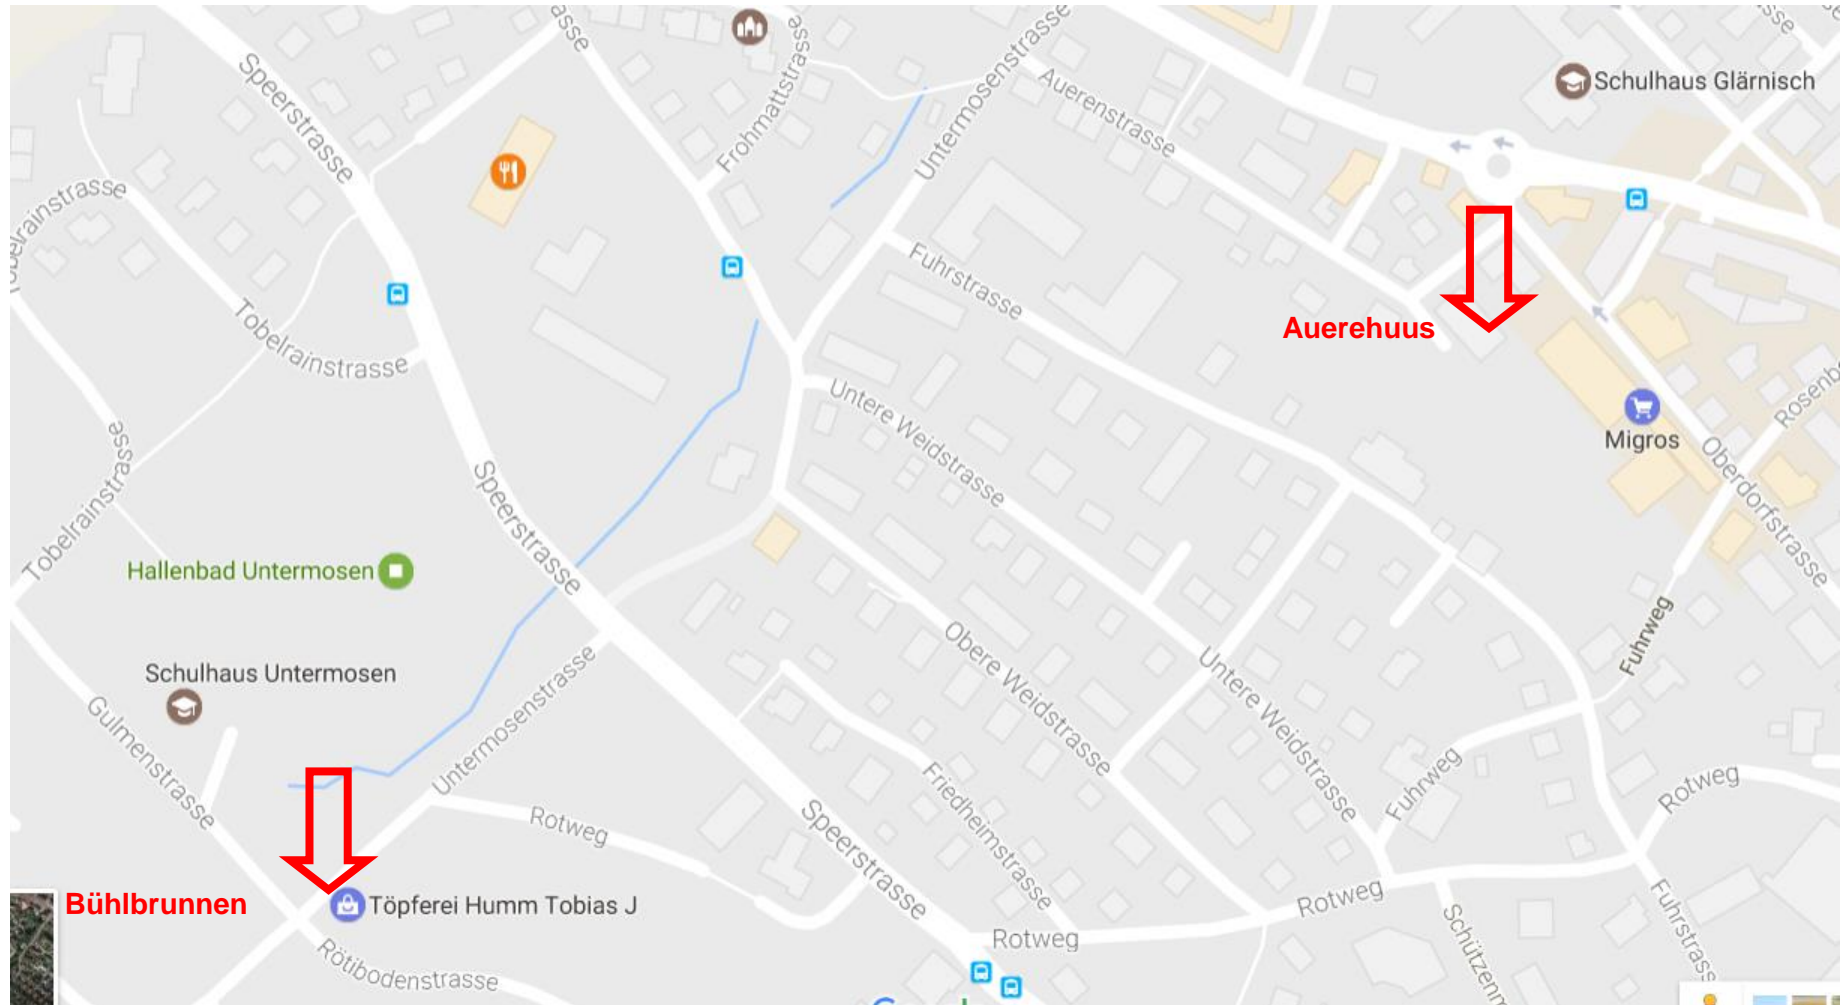 Speerstrasse
Frohmattstrasse
Untermosenstrasse
Auerenstrasse
Schulhaus Glärnisch
Tobelrainstrasse
Fuhrstrasse
Auerehuus
Tobelrainstrasse
Untere Weidstrasse
Migros
Oberdorfstrasse
Speerstrasse
Tobelrainstrasse
Hallenbad Untermosen
Fuhrweg
Obere Weidstrasse
Untere Weidstrasse
Schulhaus Untermosen
Untermosenstrasse
Gulmenstrasse
Friedheimstrasse
Fuhrweg
Rotweg
Rotweg
Speerstrasse
Bühlbrunnen
Töpferei Humm Tobias J
Rotweg
Rotweg
Rötibodenstrasse